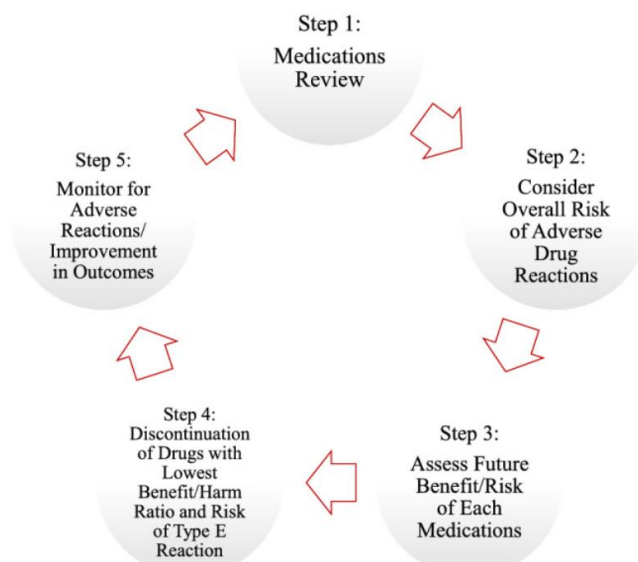 Step 1:
Medications
Review
Step 2:
Consider
Overall Risk
of Adverse
Drug
Reactions
Step 3:
Assess Future
Benefit/Risk
of Each
Medications
Step 4:
Discontinuation
of Drugs with
Lowest
Benefit/Harm
Ratio and Risk
of Type E
Reaction
Step 5:
Monitor for
Adverse
Reactions/
Improvement
in Outcomes